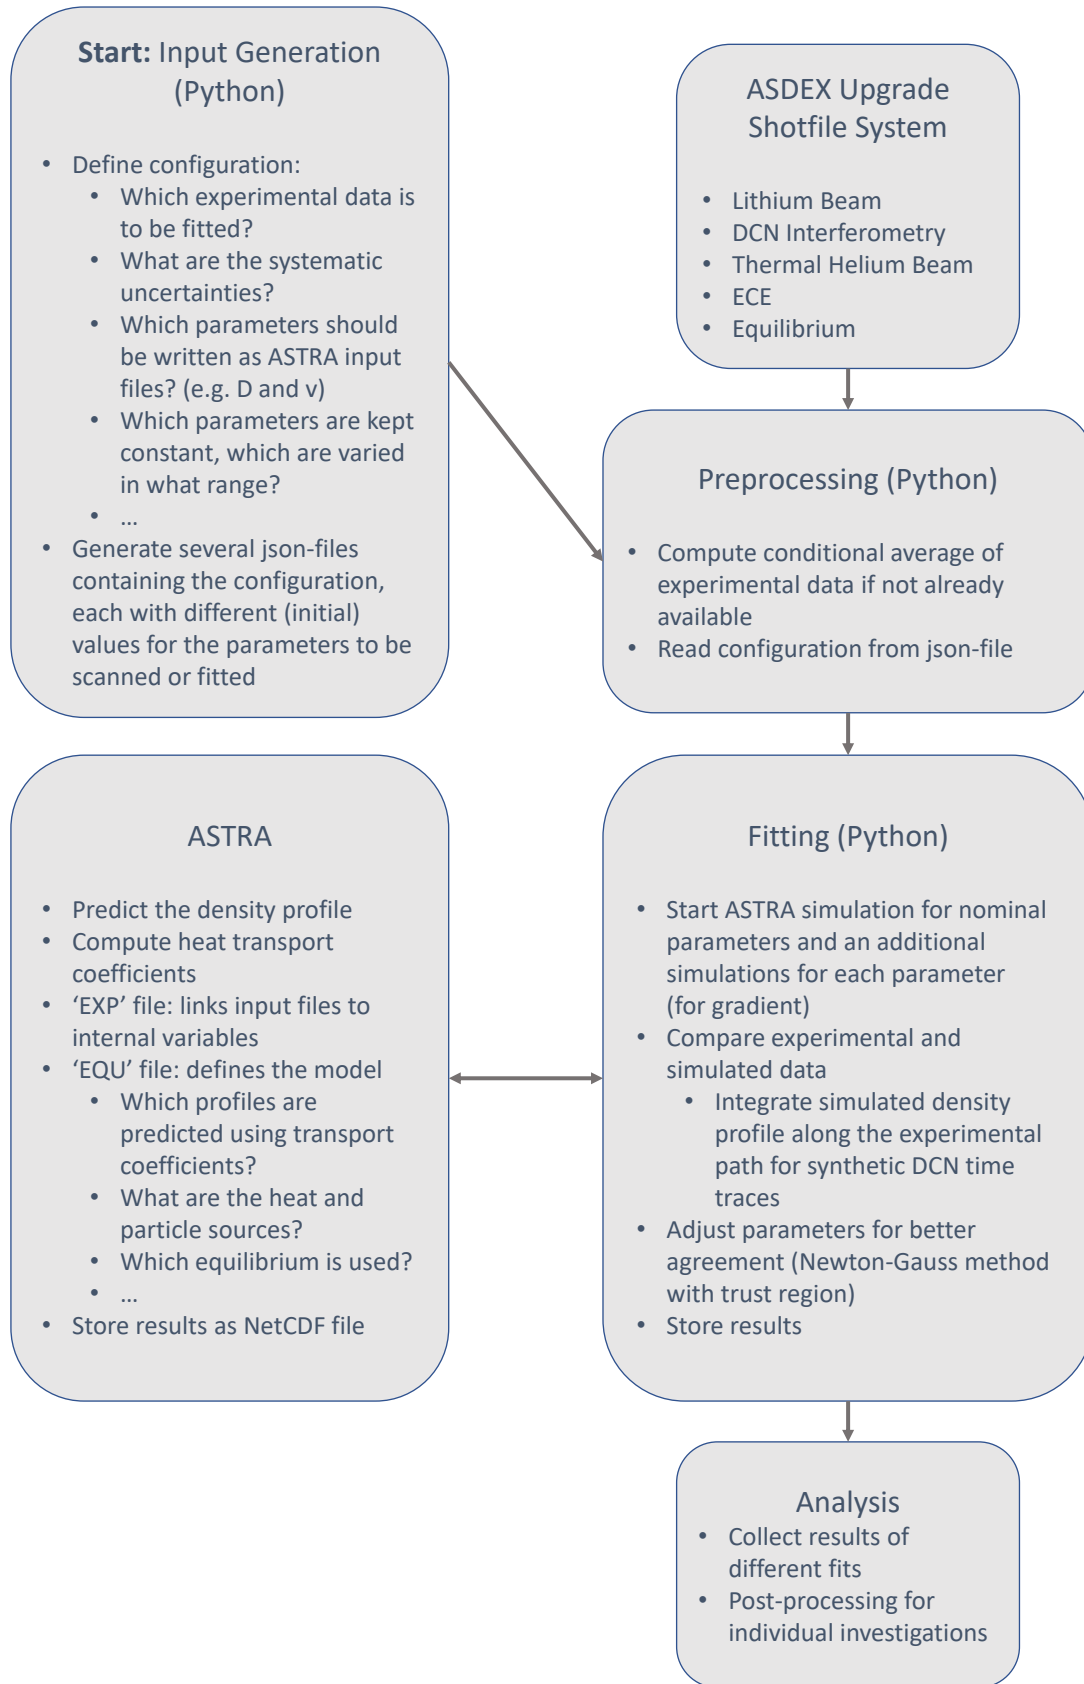 Start: Input Generation
(Python)
• Define configuration:
• Which experimental data is
to be fitted?
• What are the systematic
uncertainties?
• Which parameters should
be written as ASTRA input
files? (e.g. D and v)
• Which parameters are kept
constant, which are varied
in what range?
• ...
• Generate several json-files
containing the configuration,
each with different (initial)
values for the parameters to be
scanned or fitted
ASDEX Upgrade
Shotfile System
• Lithium Beam
• DCN Interferometry
• Thermal Helium Beam
• ECE
• Equilibrium
Preprocessing (Python)
• Compute conditional average of
experimental data if not already
available
• Read configuration from json-file
ASTRA
• Predict the density profile
• Compute heat transport
coefficients
• ‘EXP’ file: links input files to
internal variables
• ‘EQU’ file: defines the model
• Which profiles are
predicted using transport
coefficients?
• What are the heat and
particle sources?
• Which equilibrium is used?
• ...
• Store results as NetCDF file
Fitting (Python)
• Start ASTRA simulation for nominal
parameters and an additional
simulations for each parameter
(for gradient)
• Compare experimental and
simulated data
• Integrate simulated density
profile along the experimental
path for synthetic DCN time
traces
• Adjust parameters for better
agreement (Newton-Gauss method
with trust region)
• Store results
Analysis
• Collect results of
different fits
• Post-processing for
individual investigations